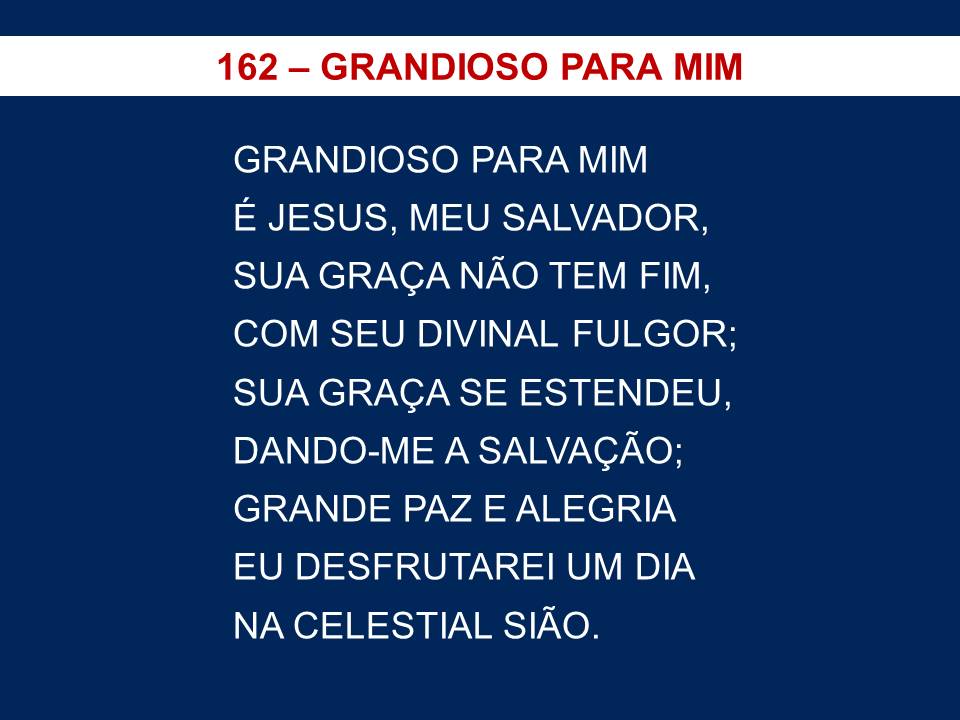 162 – GRANDIOSO PARA MIM
GRANDIOSO PARA MIM
É JESUS, MEU SALVADOR,
SUA GRAÇA NÃO TEM FIM,
COM SEU DIVINAL FULGOR;
SUA GRAÇA SE ESTENDEU,
DANDO-ME A SALVAÇÃO;
GRANDE PAZ E ALEGRIA
EU DESFRUTAREI UM DIA
NA CELESTIAL SIÃO.